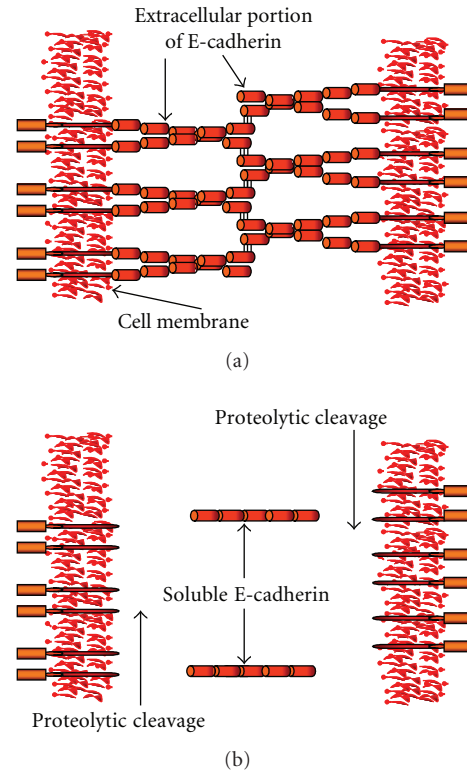 Extracellular portion
of E-cadherin
Cell membrane
(a)
Proteolytic cleavage
Soluble E-cadherin
Proteolytic cleavage
(b)